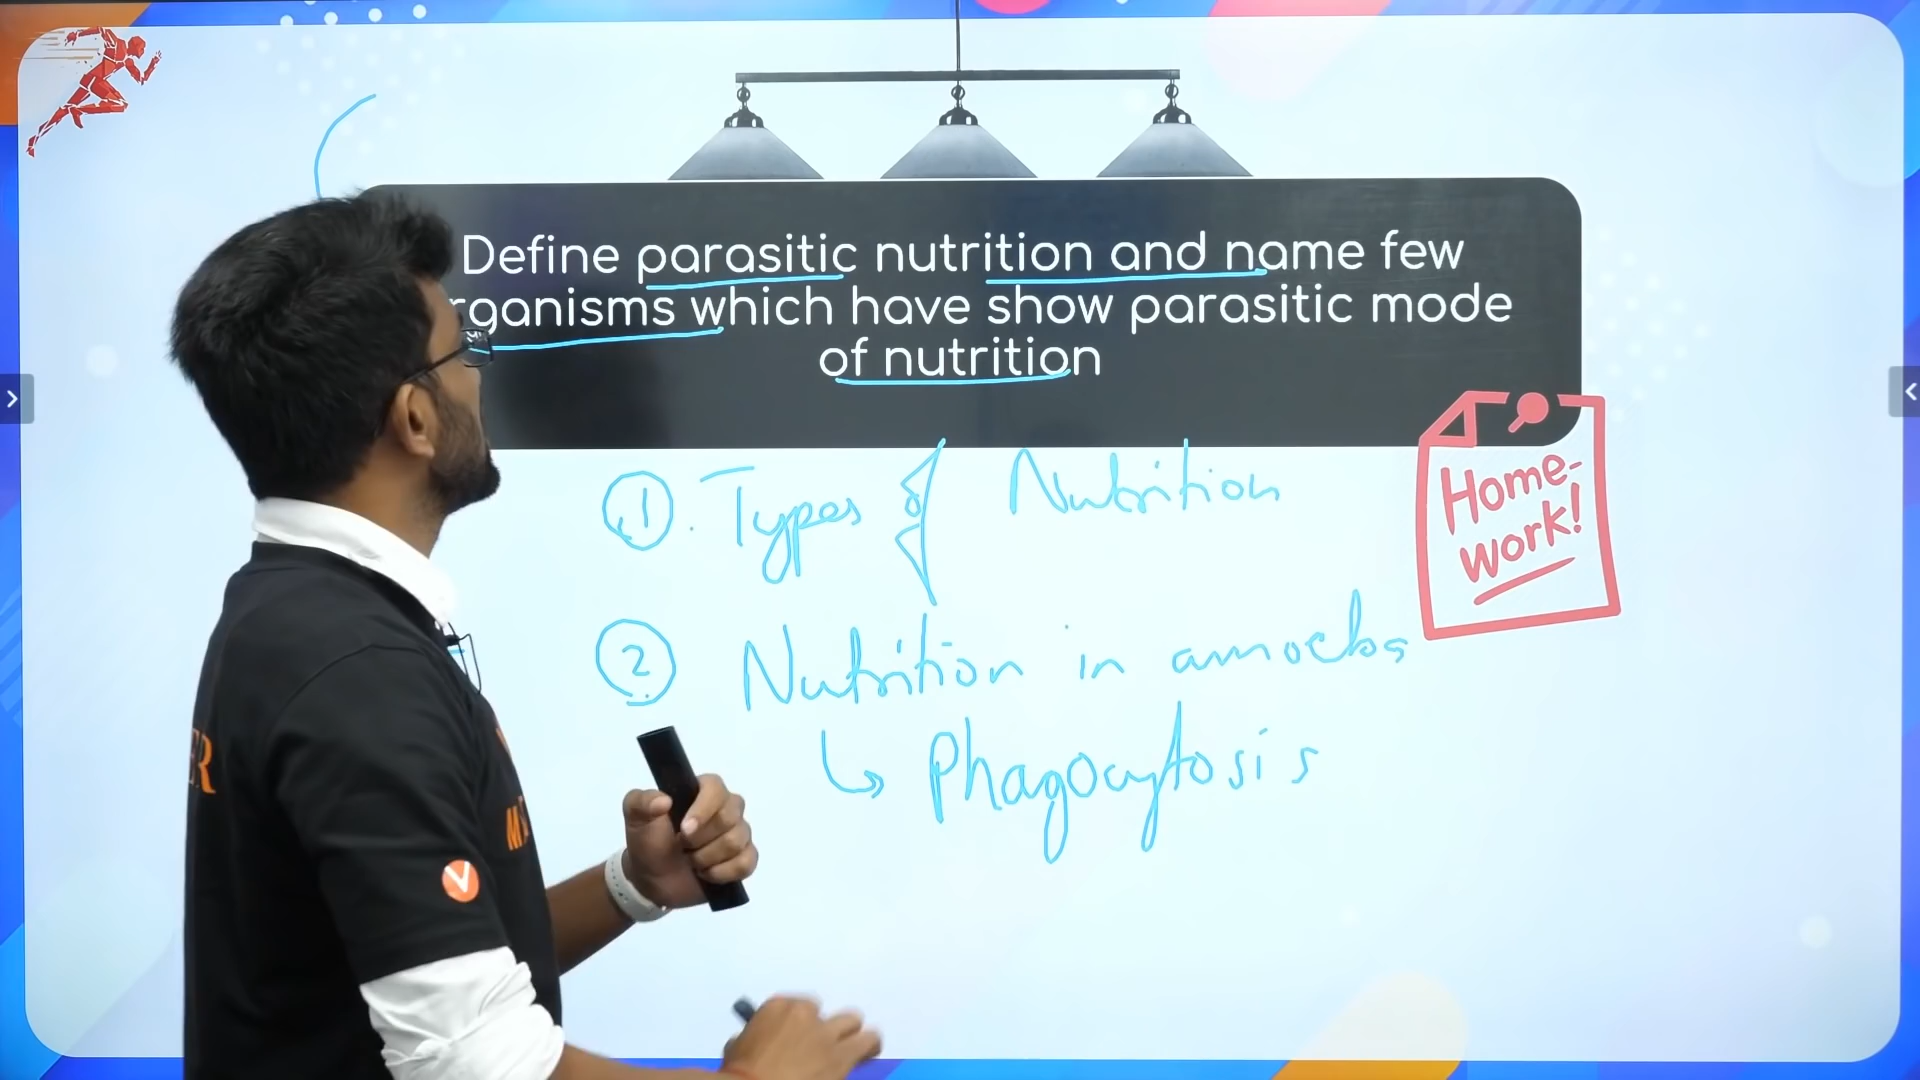 Define parasitic nutrition and name few
rganisms which have show parasitic mode
of nutrition
Home-
work!
1. Types of Nutrition
2 Nutrition in amoeba
↳ Phagocytosis
ER
M
V